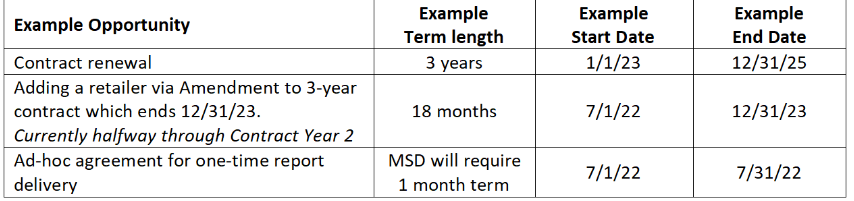 Example Opportunity
Example
Term length
Example
Start Date
Example
End Date
Contract renewal
3 years
1/1/23
12/31/25
Adding a retailer via Amendment to 3-year
contract which ends 12/31/23.
Currently halfway through Contract Year 2
18 months
7/1/22
12/31/23
Ad-hoc agreement for one-time report
delivery
MSD will require
1 month term
7/1/22
7/31/22